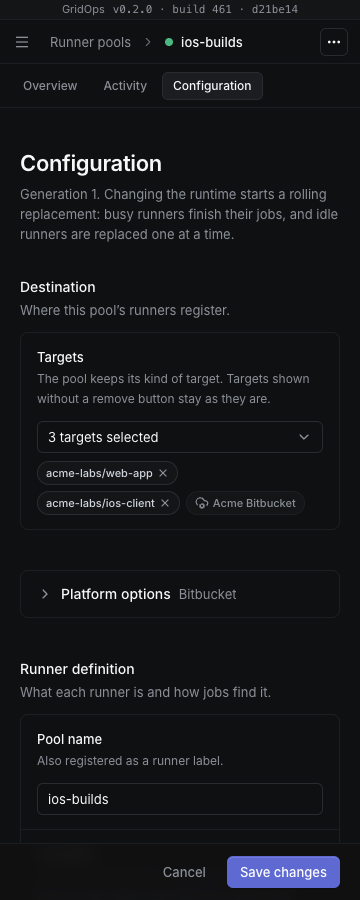 GridOps v0.2.0 · build 461 · d21be14
Runner pools
ios-builds
Overview
Activity
Configuration
Configuration
Generation 1. Changing the runtime starts a rolling
replacement: busy runners finish their jobs, and idle
runners are replaced one at a time.
Destination
Where this pool’s runners register.
Targets
The pool keeps its kind of target. Targets shown
without a remove button stay as they are.
3 targets selected
acme-labs/web-app
acme-labs/ios-client
Acme Bitbucket
Platform options Bitbucket
Runner definition
What each runner is and how jobs find it.
Pool name
Also registered as a runner label.
ios-builds
Cancel
Save changes